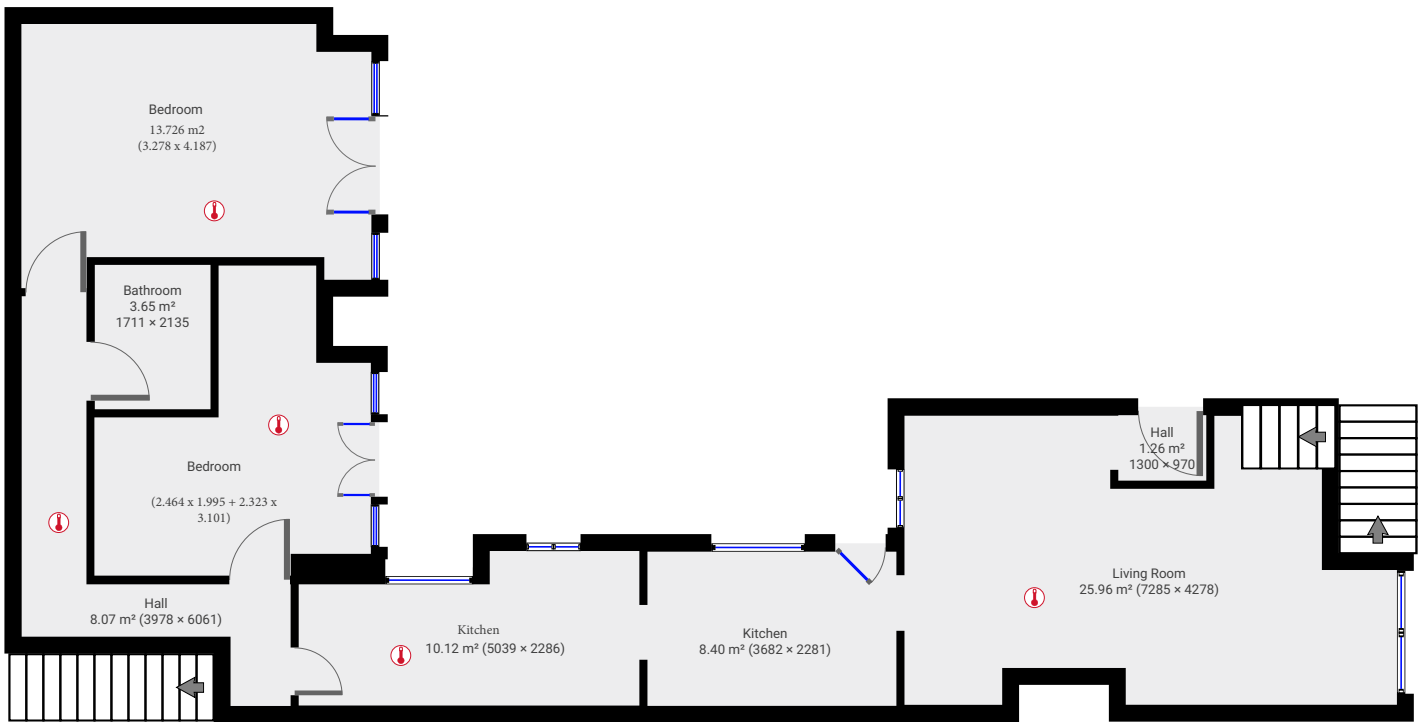 Bedroom
13.726 m2
(3.278 x 4.187)
Bathroom
3.65 m²
1711 × 2135
Bedroom
(2.464 x 1.995 + 2.323 x
3.101)
Hall
8.07 m² (3978 × 6061)
Kitchen
10.12 m² (5039 × 2286)
Kitchen
8.40 m² (3682 × 2281)
Hall
1.26 m²
1300 × 970
Living Room
25.96 m² (7285 × 4278)